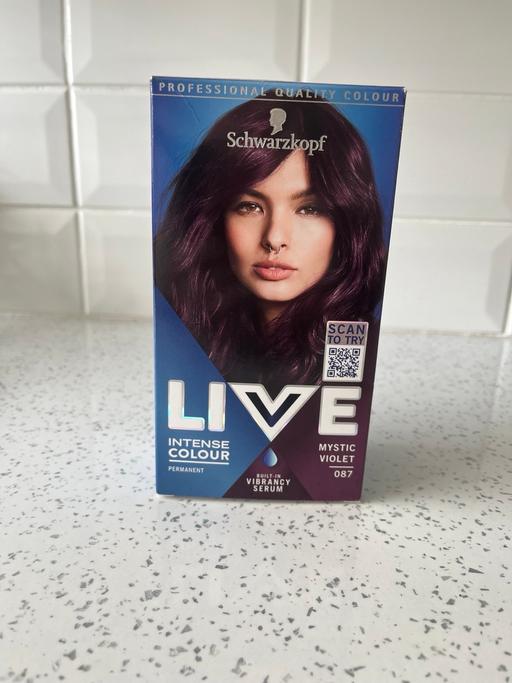 PROFESSIONAL QUALITY COLOUR
Schwarzkopf
SCAN
TO TRY
LIVE
INTENSE
COLOUR
PERMANENT
BUILT-IN
VIBRANCY
SERUM
MYSTIC
VIOLET
087